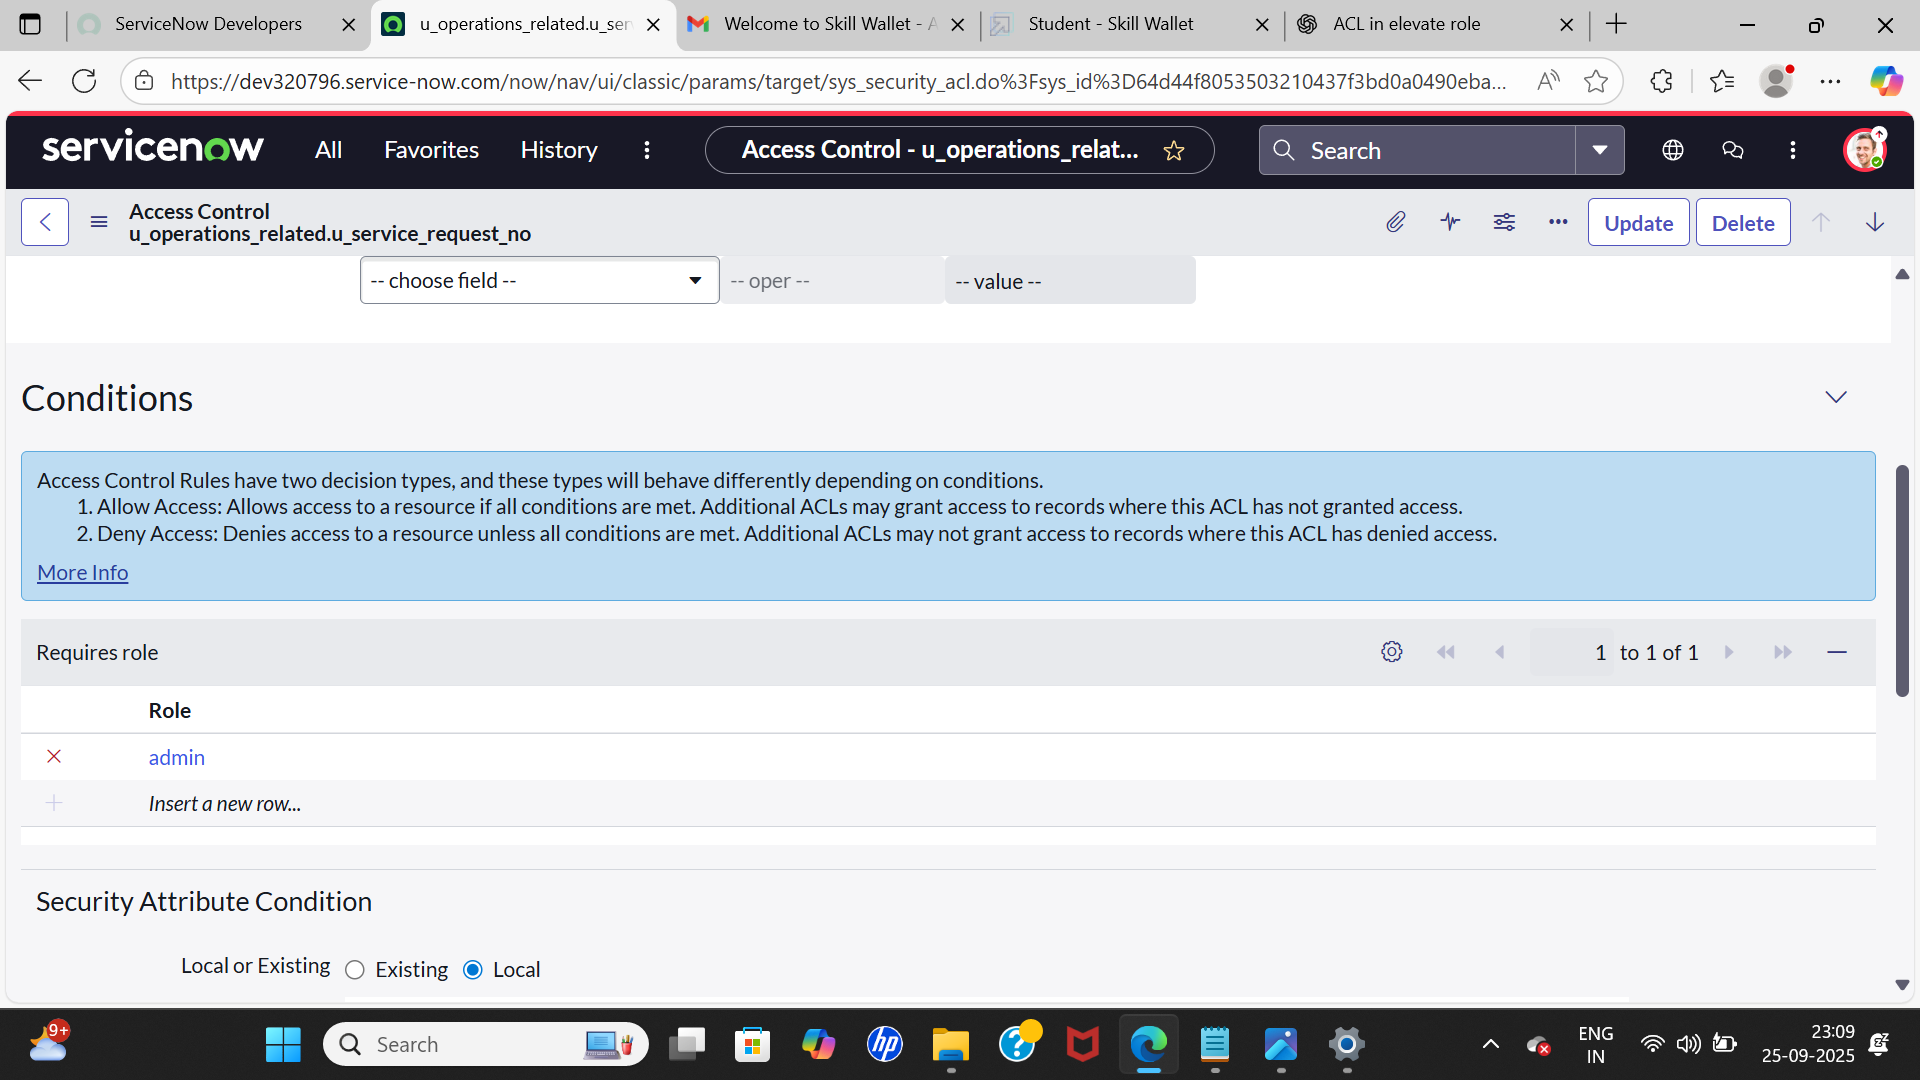 ServiceNow Developers
u_operations_related.u_ser
Welcome to Skill Wallet - A
Student - Skill Wallet
ACL in elevate role
https://dev320796.service-now.com/now/nav/ui/classic/params/target/sys_security_acl.do%3Fsys_id%3D64d44f8053503210437f3bd0a0490eba...
servicenow
All
Favorites
History
Access Control - u_operations_relat...
Search
Access Control
u_operations_related.u_service_request_no
Update
Delete
-- choose field --
-- oper --
-- value --
Conditions
Access Control Rules have two decision types, and these types will behave differently depending on conditions.
1. Allow Access: Allows access to a resource if all conditions are met. Additional ACLs may grant access to records where this ACL has not granted access.
2. Deny Access: Denies access to a resource unless all conditions are met. Additional ACLs may not grant access to records where this ACL has denied access.
More Info
Requires role
1 to 1 of 1
Role
admin
Insert a new row...
Security Attribute Condition
Local or Existing
Existing
Local
9+
Search
hp
ENG
IN
23:09
25-09-2025